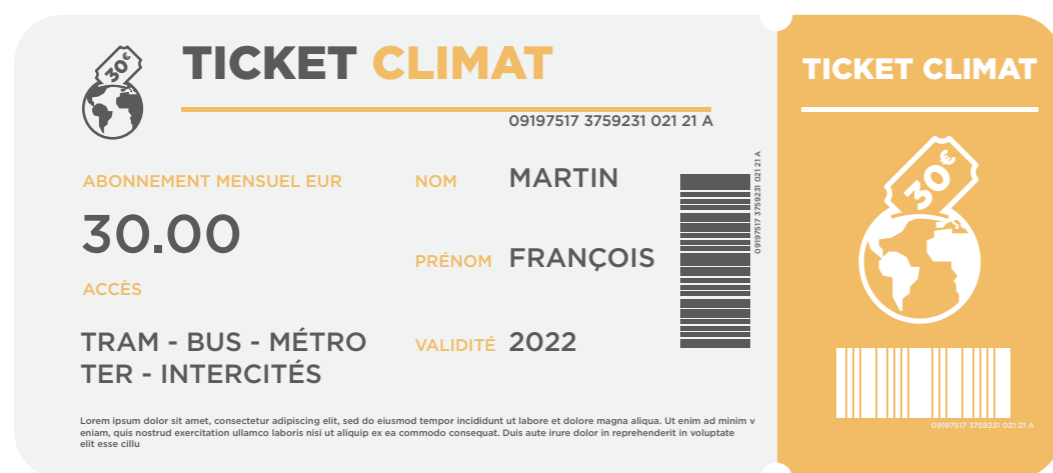 30€
TICKET CLIMAT
09197517 3759231 021 21 A
ABONNEMENT MENSUEL EUR
30.00
ACCÈS
TRAM - BUS - MÉTRO
TER - INTERCITÉS
NOM MARTIN
PRÉNOM FRANÇOIS
VALIDITÉ 2022
09197517 3759231 021 21 A
Lorem ipsum dolor sit amet, consectetur adipiscing elit, sed do eiusmod tempor incididunt ut labore et dolore magna aliqua. Ut enim ad minim v
eniam, quis nostrud exercitation ullamco laboris nisi ut aliquip ex ea commodo consequat. Duis aute irure dolor in reprehenderit in voluptate
elit esse cillu
TICKET CLIMAT
30€
09197517 3759231 021 21 A